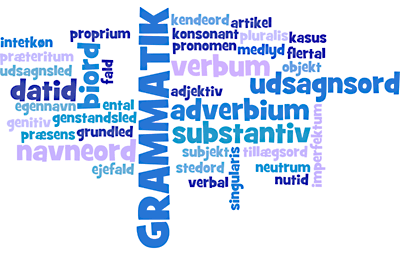 kendeord
artikel
proprium
konsonant
pluralis
kasus
intetkøn
pronomen
medlyd
flertal
præteritum
biord
verbum
objekt
udsagnsled
fald
udsagnsord
datid
adjektiv
egennavn
ental
adverbium
genitiv
genstandsled
substantiv
præsens
grundled
navneord
subjekt
singularis
tillægsord
imperfektum
ejefald
stedord
neutrum
verbal
nutid
GRAMMATIK